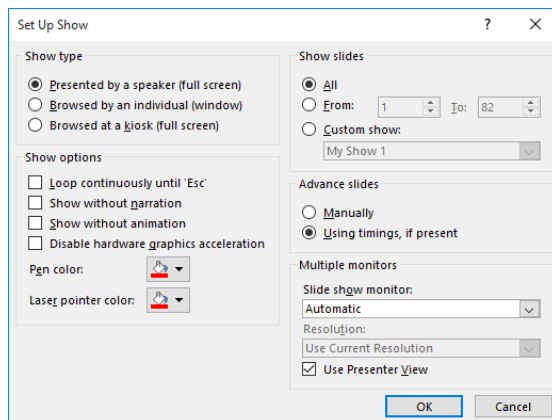 Set Up Show
Show type
Presented by a speaker (full screen)
Browsed by an individual (window)
Browsed at a kiosk (full screen)
Show options
Loop continuously until 'Esc'
Show without narration
Show without animation
Disable hardware graphics acceleration
Pen color:
Laser pointer color:
Show slides
All
From: 1 To: 82
Custom show:
My Show 1
Advance slides
Manually
Using timings, if present
Multiple monitors
Slide show monitor:
Automatic
Resolution:
Use Current Resolution
Use Presenter View
OK Cancel